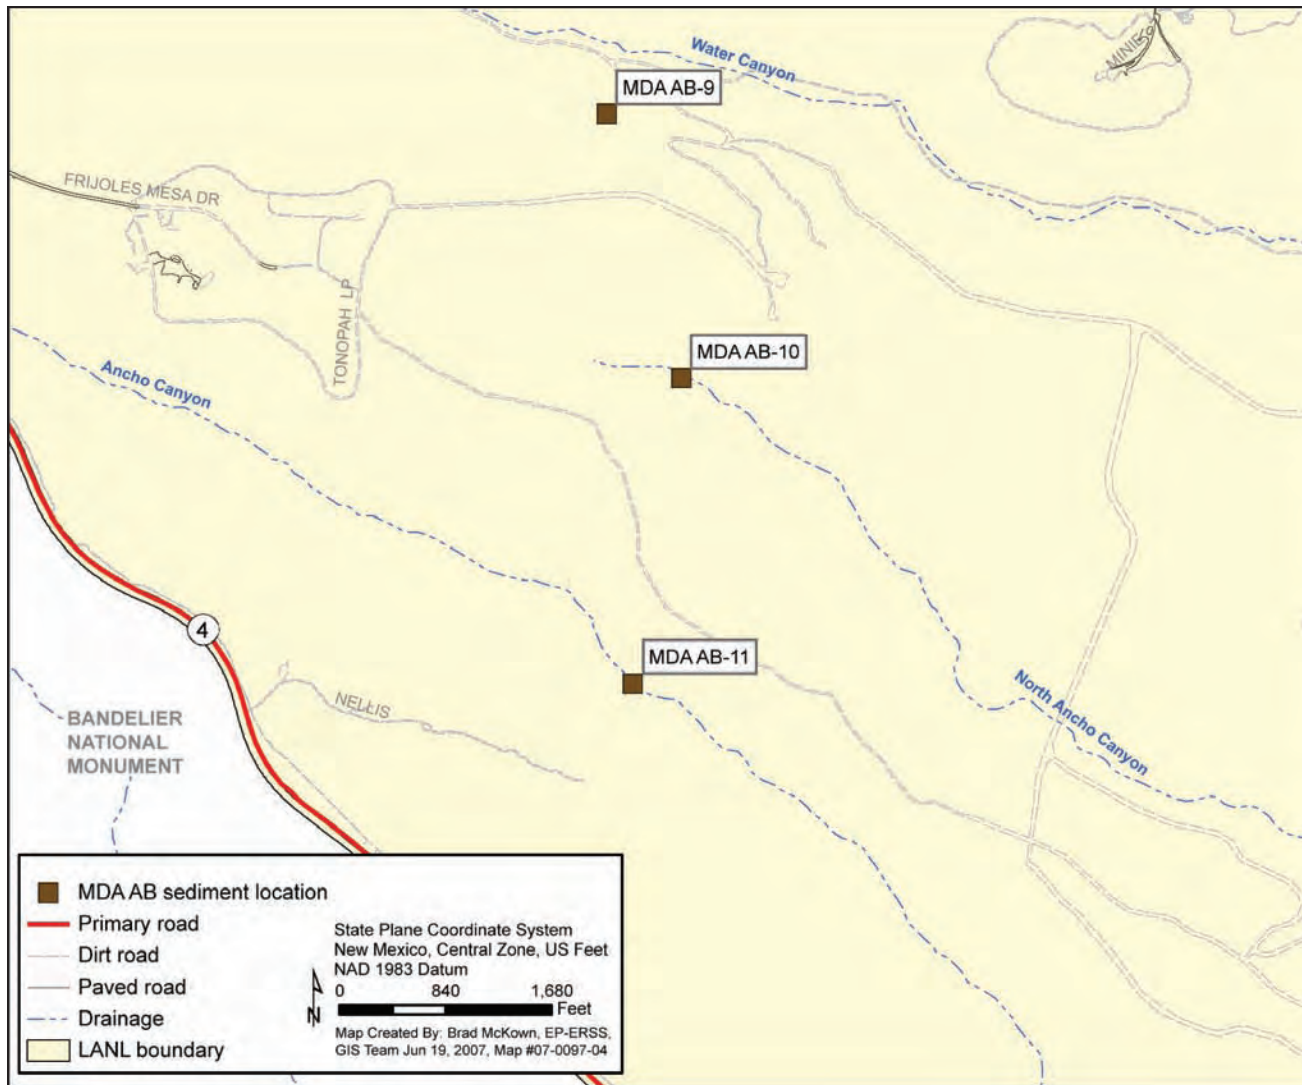 Water Canyon
MINIE
MDA AB-9
FRIJOLES MESA DR
TONOPAH LP
MDA AB-10
Ancho Canyon
4
MDA AB-11
NELLIS
North Ancho Canyon
BANDELIER
NATIONAL
MONUMENT
MDA AB sediment location
Primary road
Dirt road
Paved road
Drainage
LANL boundary
State Plane Coordinate System
New Mexico, Central Zone, US Feet
NAD 1983 Datum
0 840 1,680
Feet
N
Map Created By: Brad McKown, EP-ERSS,
GIS Team Jun 19, 2007, Map #07-0097-04